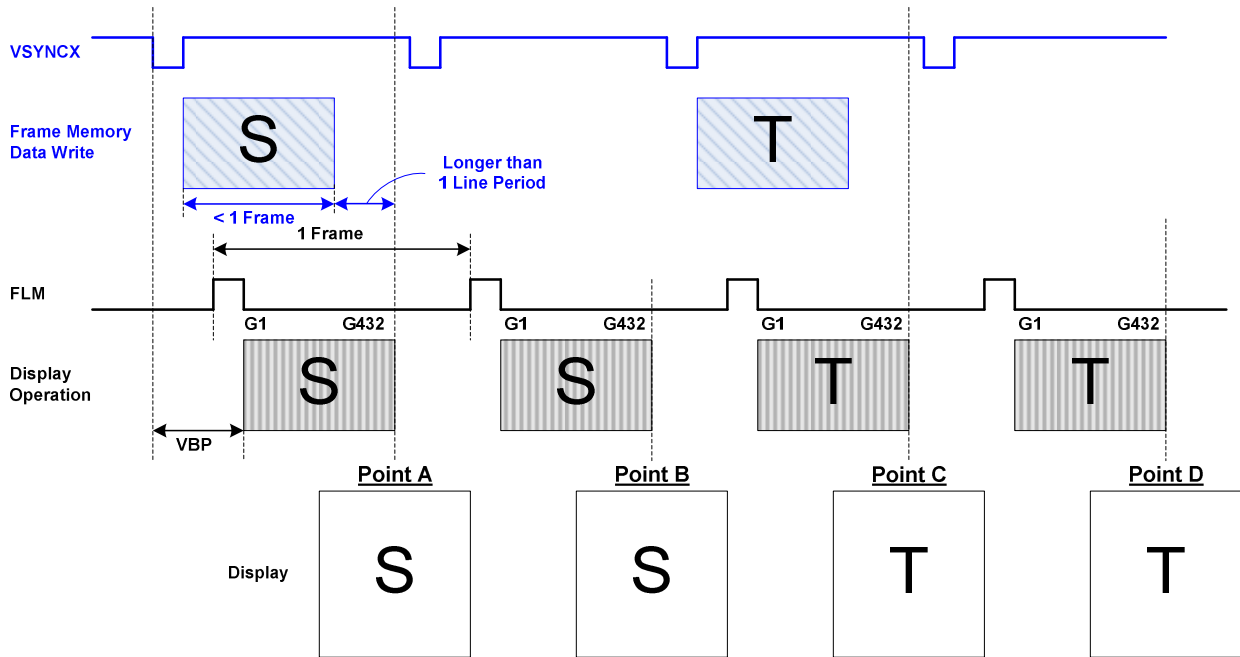 VSYNCX
Frame Memory
Data Write
S
T
Longer than
1 Line Period
< 1 Frame
1 Frame
FLM
G1 G432 G1 G432 G1 G432 G1 G432
Display
Operation
S S T T
VBP
Point A Point B Point C Point D
Display
S S T T